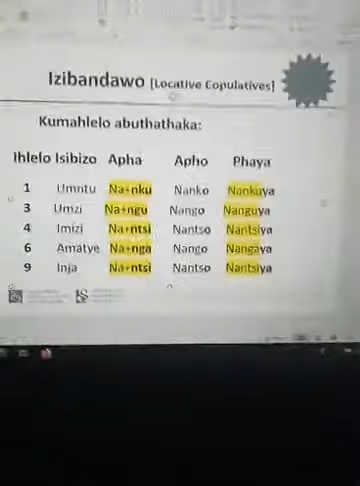 Izibandawo [Locative Copulatives]
Kumahlelo abuthathaka:
Ihlelo Isibizo Apha Apho Phaya
1 Umntu Na+nku Nanko Nankuya
3 Umzi Na+ngu Nango Nanguya
4 Imizi Na+ntsi Nantso Nantsiya
6 Amatye Na+nga Nango Nangaya
9 Inja Na+ntsi Nantso Nantsiya